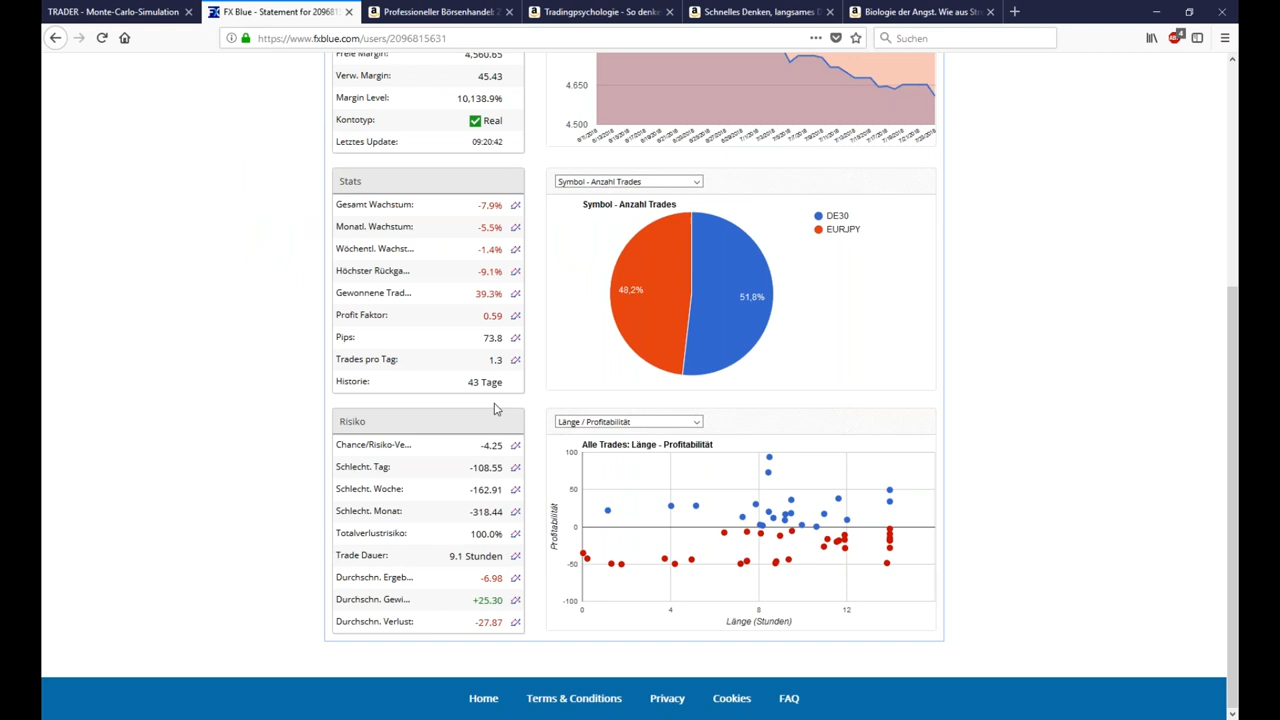 TRADER - Monte-Carlo-Simulation
FX Blue - Statement for 209681
Professioneller Börsenhandel: 
Tradingpsychologie - So denke
Schnelles Denken, langsames D
Biologie der Angst. Wie aus Str
https://www.fxblue.com/users/2096815631
Suchen
4
Freie Margin: 4,560.65
Verw. Margin: 45.43
Margin Level: 10,138.9%
Kontotyp: Real
Letztes Update: 09:20:42
4.650
4.500
Stats
Gesamt Wachstum: -7.9%
Monatl. Wachstum: -5.5%
Wöchentl. Wachst... -1.4%
Höchster Rückga... -9.1%
Gewonnene Trad... 39.3%
Profit Faktor: 0.59
Pips: 73.8
Trades pro Tag: 1.3
Historie: 43 Tage
Symbol - Anzahl Trades
Symbol - Anzahl Trades
DE30
EURJPY
48,2%
51,8%
Risiko
Chance/Risiko-Ve... -4.25
Schlecht. Tag: -108.55
Schlecht. Woche: -162.91
Schlecht. Monat: -318.44
Totalverlustrisiko: 100.0%
Trade Dauer: 9.1 Stunden
Durchschn. Ergeb... -6.98
Durchschn. Gewi... +25.30
Durchschn. Verlust: -27.87
Länge / Profitabilität
Alle Trades: Länge - Profitabilität
100
50
0
-50
-100
Profitabilität
0 4 8 12
Länge (Stunden)
Home Terms & Conditions Privacy Cookies FAQ